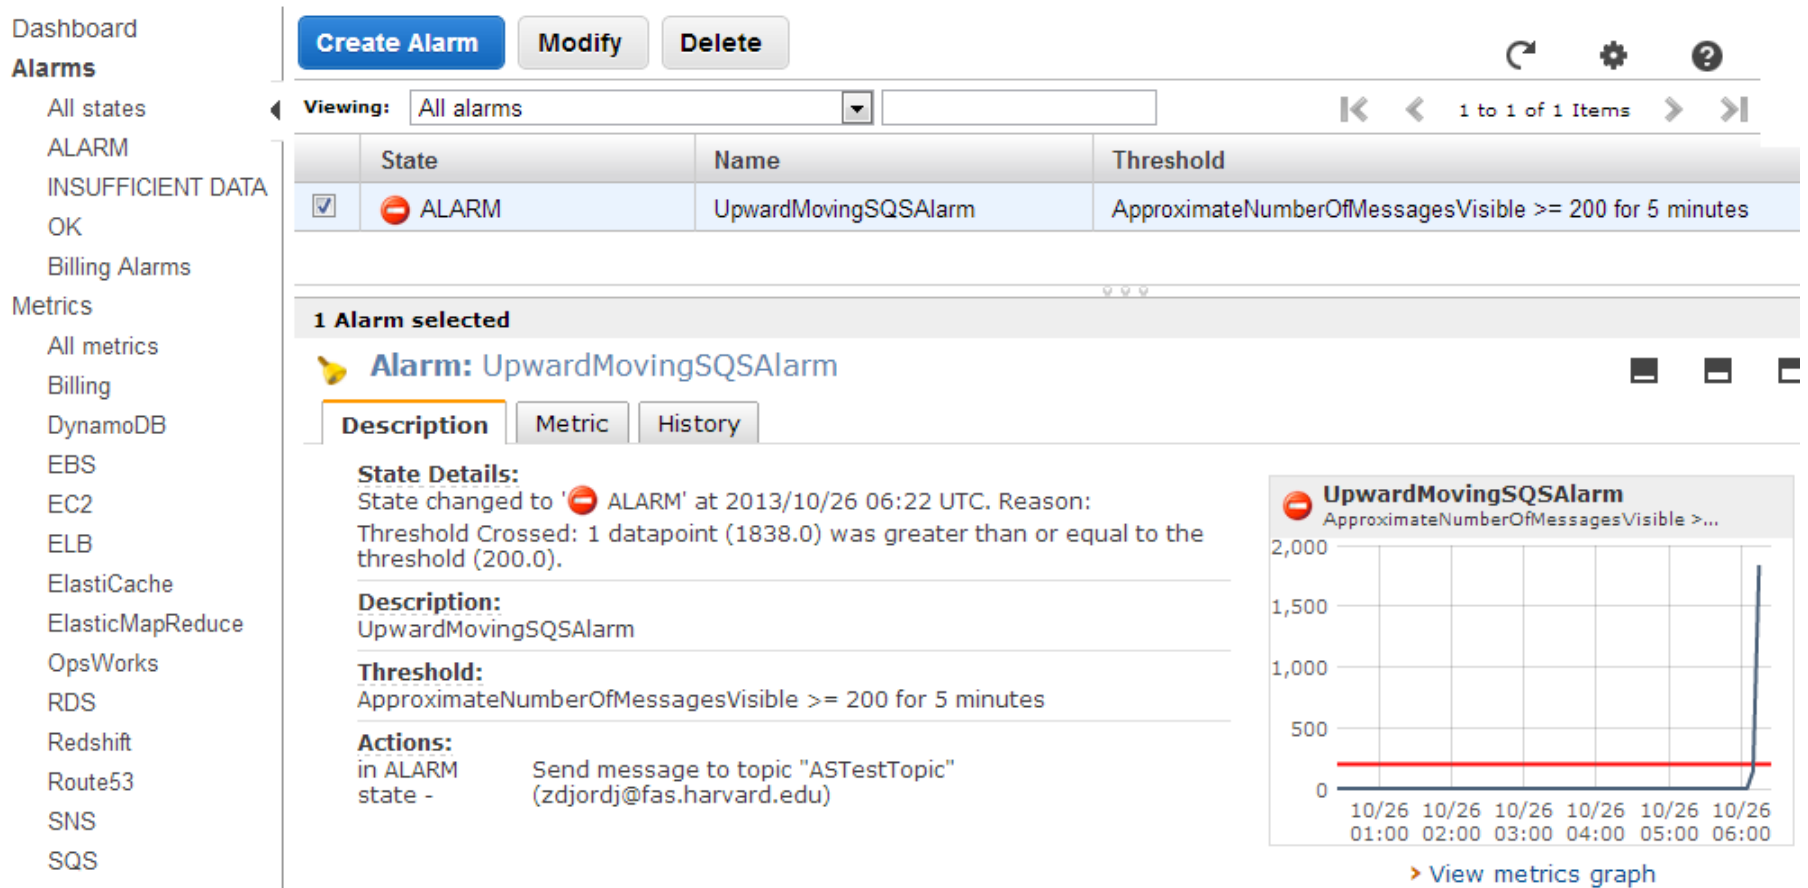 Dashboard
Alarms
All states
ALARM
INSUFFICIENT DATA
OK
Billing Alarms
Metrics
All metrics
Billing
DynamoDB
EBS
EC2
ELB
ElastiCache
ElasticMapReduce
OpsWorks
RDS
Redshift
Route53
SNS
SQS
Create Alarm Modify Delete
Viewing: All alarms 1 to 1 of 1 Items
State Name Threshold
ALARM UpwardMovingSQSAlarm ApproximateNumberOfMessagesVisible >= 200 for 5 minutes
1 Alarm selected
Alarm: UpwardMovingSQSAlarm
Description Metric History
State Details:
State changed to ' ALARM' at 2013/10/26 06:22 UTC. Reason:
Threshold Crossed: 1 datapoint (1838.0) was greater than or equal to the
threshold (200.0).
Description:
UpwardMovingSQSAlarm
Threshold:
ApproximateNumberOfMessagesVisible >= 200 for 5 minutes
Actions:
in ALARM Send message to topic "ASTestTopic"
state - (zdjordj@fas.harvard.edu)
UpwardMovingSQSAlarm
ApproximateNumberOfMessagesVisible >...
2,000
1,500
1,000
500
0
10/26 10/26 10/26 10/26 10/26 10/26
01:00 02:00 03:00 04:00 05:00 06:00
View metrics graph